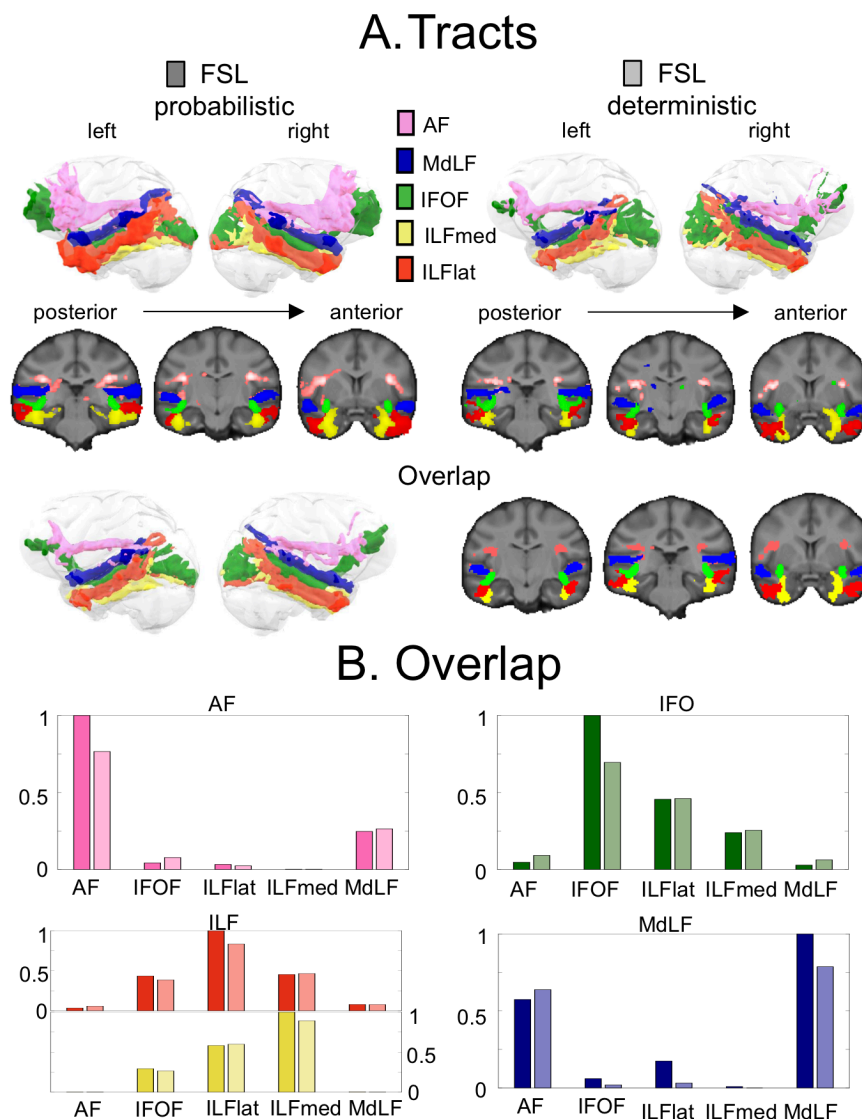 A. Tracts
FSL
probabilistic
FSL
deterministic
left
right
AF
MdLF
IFOF
ILFmed
ILFlat
left
right
posterior
anterior
posterior
anterior
Overlap
B. Overlap
AF
1
0.5
0
AF IFOF ILFlat ILFmed MdLF
IFO
1
0.5
0
AF IFOF ILFlat ILFmed MdLF
ILF
1
0.5
0
1
0.5
0
AF IFOF ILFlat ILFmed MdLF
MdLF
1
0.5
0
AF IFOF ILFlat ILFmed MdLF